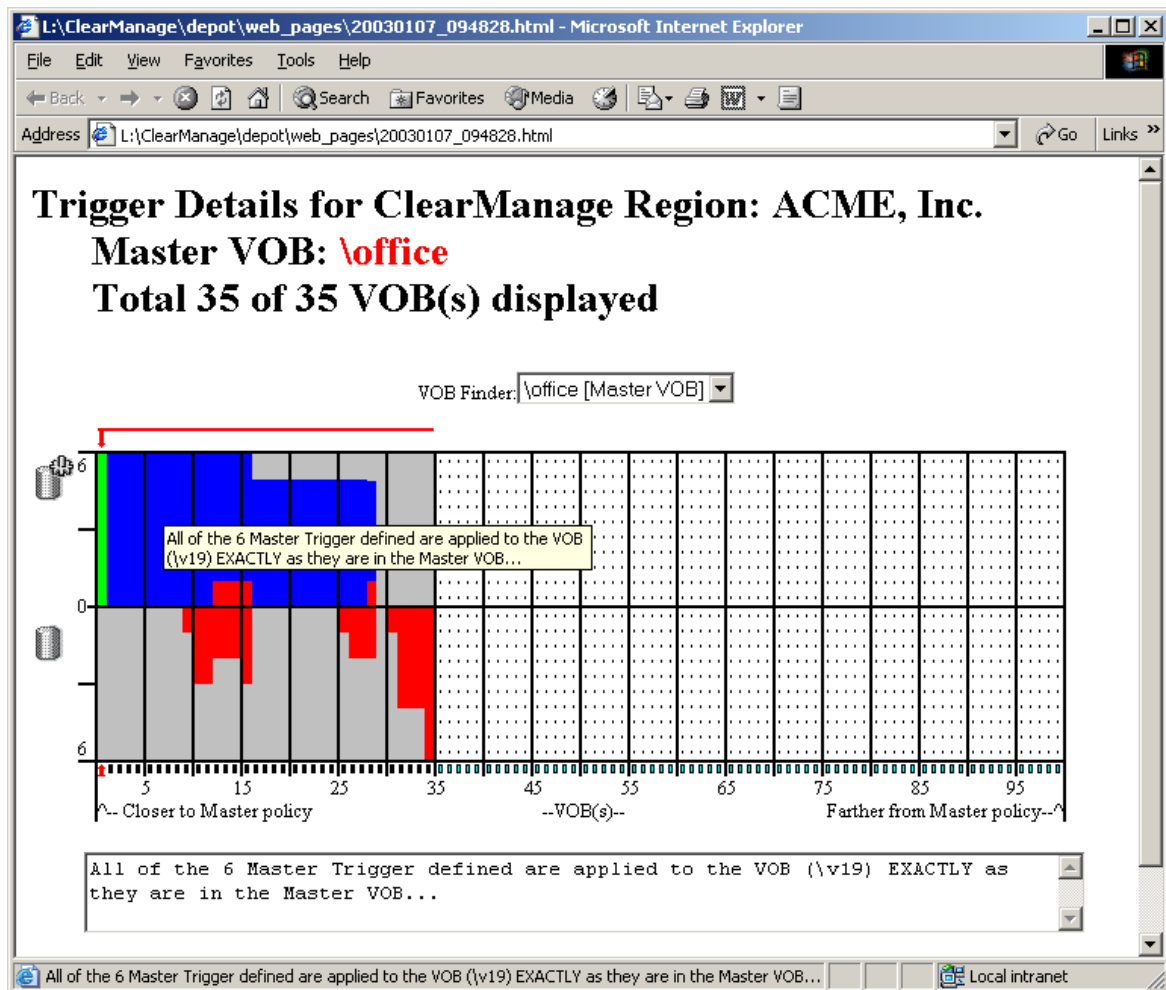 L:\ClearManage\depot\web_pages\20030107_094828.html - Microsoft Internet Explorer
File Edit View Favorites Tools Help
Back Search Favorites Media
Address L:\ClearManage\depot\web_pages\20030107_094828.html Go Links »
Trigger Details for ClearManage Region: ACME, Inc.
Master VOB: \office
Total 35 of 35 VOB(s) displayed
VOB Finder: \office [Master VOB]
6
All of the 6 Master Trigger defined are applied to the VOB
(\v19) EXACTLY as they are in the Master VOB...
0
6
5 15 25 35 45 55 65 75 85 95
^-- Closer to Master policy --VOB(s)-- Farther from Master policy--^
All of the 6 Master Trigger defined are applied to the VOB (\v19) EXACTLY as
they are in the Master VOB...
All of the 6 Master Trigger defined are applied to the VOB (\v19) EXACTLY as they are in the Master VOB... Local intranet